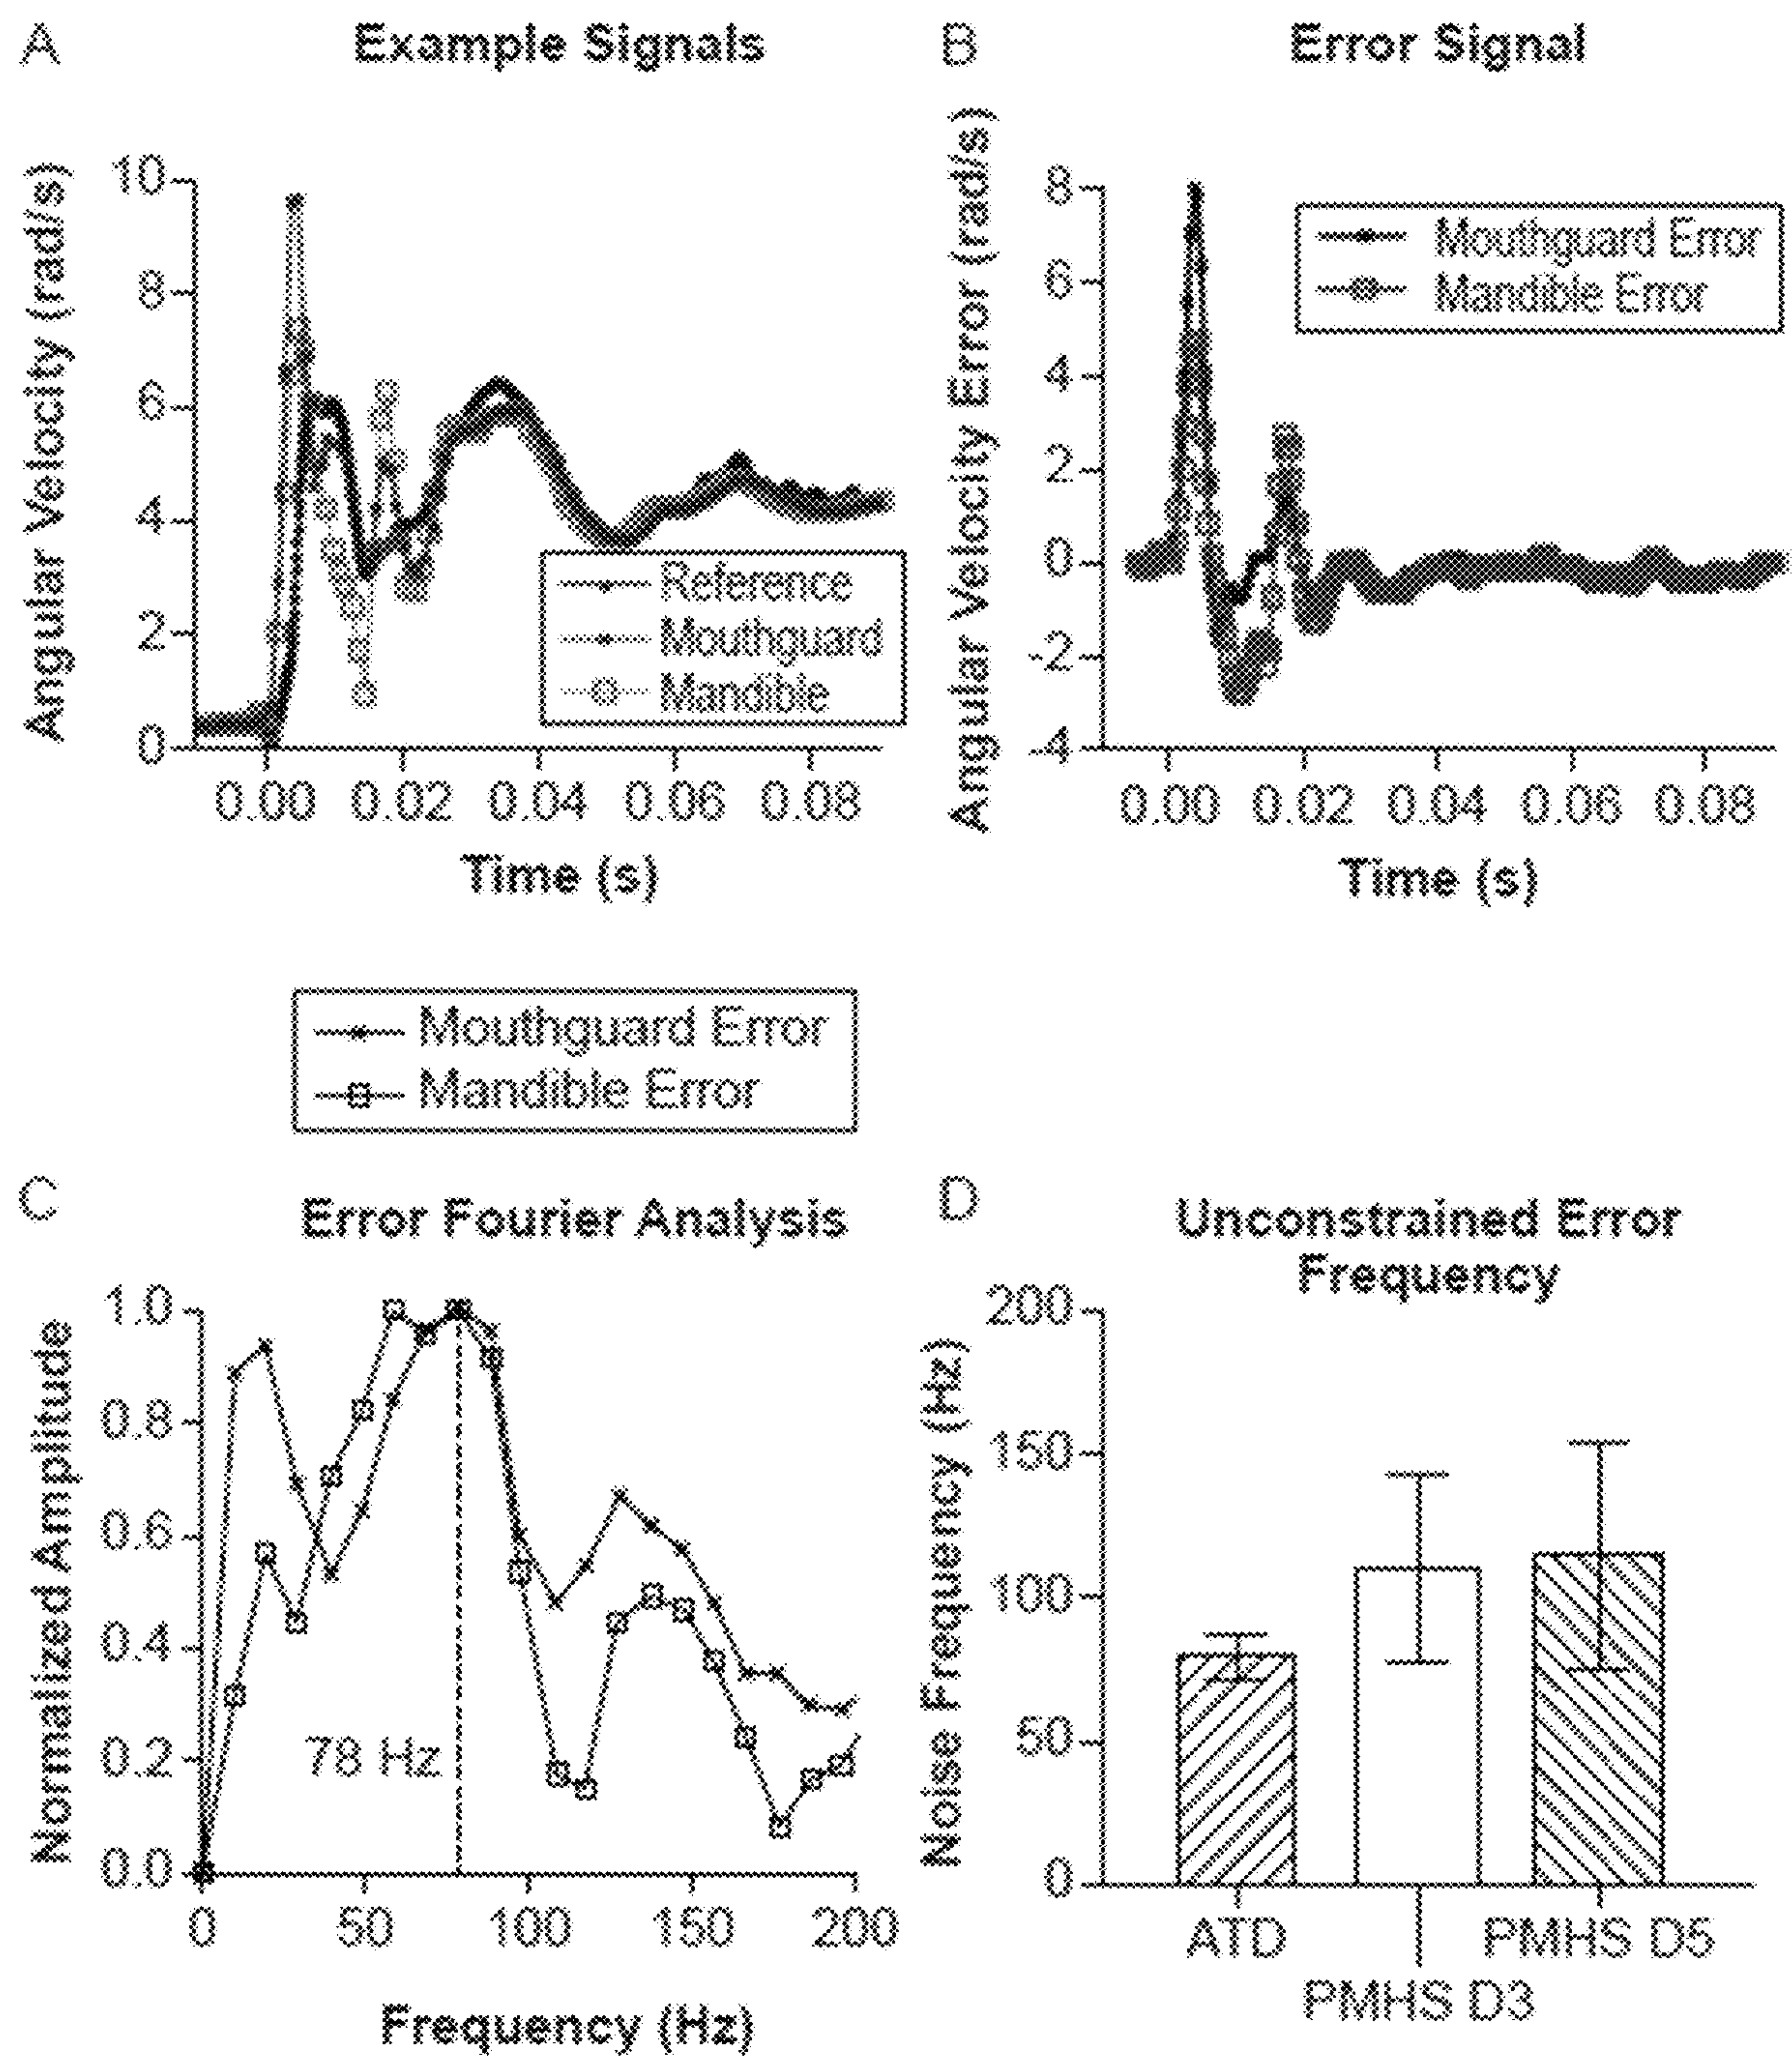 A
Example Signals
Angular Velocity (rad/s)
10
8
6
4
2
0
0.00 0.02 0.04 0.06 0.08
Time (s)
Reference
Mouthguard
Mandible
B
Error Signal
Angular Velocity Error (rad/s)
8
6
4
2
0
-2
-4
0.00 0.02 0.04 0.06 0.08
Time (s)
Mouthguard Error
Mandible Error
Mouthguard Error
Mandible Error
C
Error Fourier Analysis
Normalized Amplitude
1.0
0.8
0.6
0.4
0.2
0.0
78 Hz
0 50 100 150 200
Frequency (Hz)
D
Unconstrained Error
Frequency
Noise Frequency (Hz)
200
150
100
50
0
ATD
PMHS D3
PMHS D5